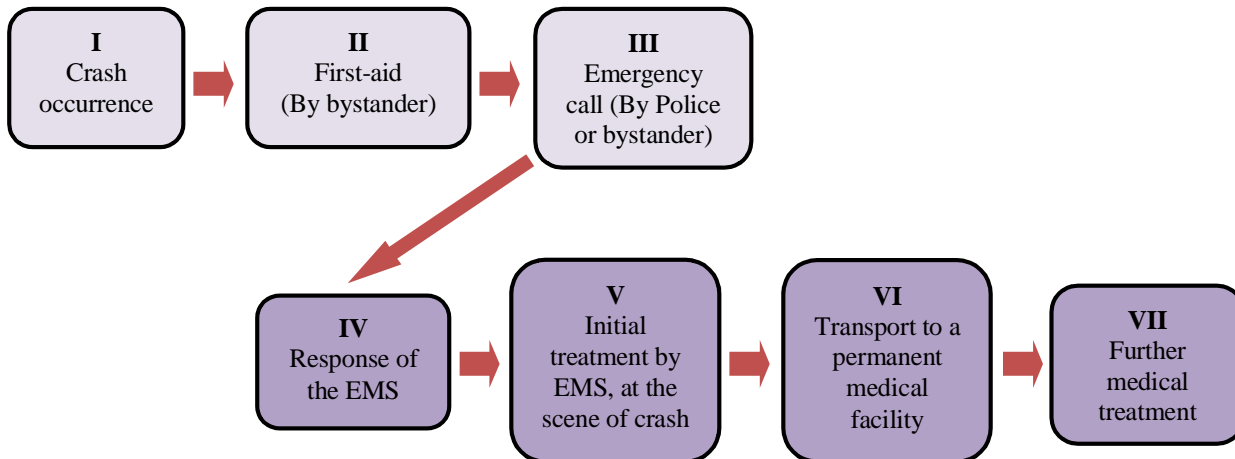 I
Crash
occurrence
II
First-aid
(By bystander)
III
Emergency
call (By Police
or bystander)
IV
Response of
the EMS
V
Initial
treatment by
EMS, at the
scene of crash
VI
Transport to a
permanent
medical
facility
VII
Further
medical
treatment